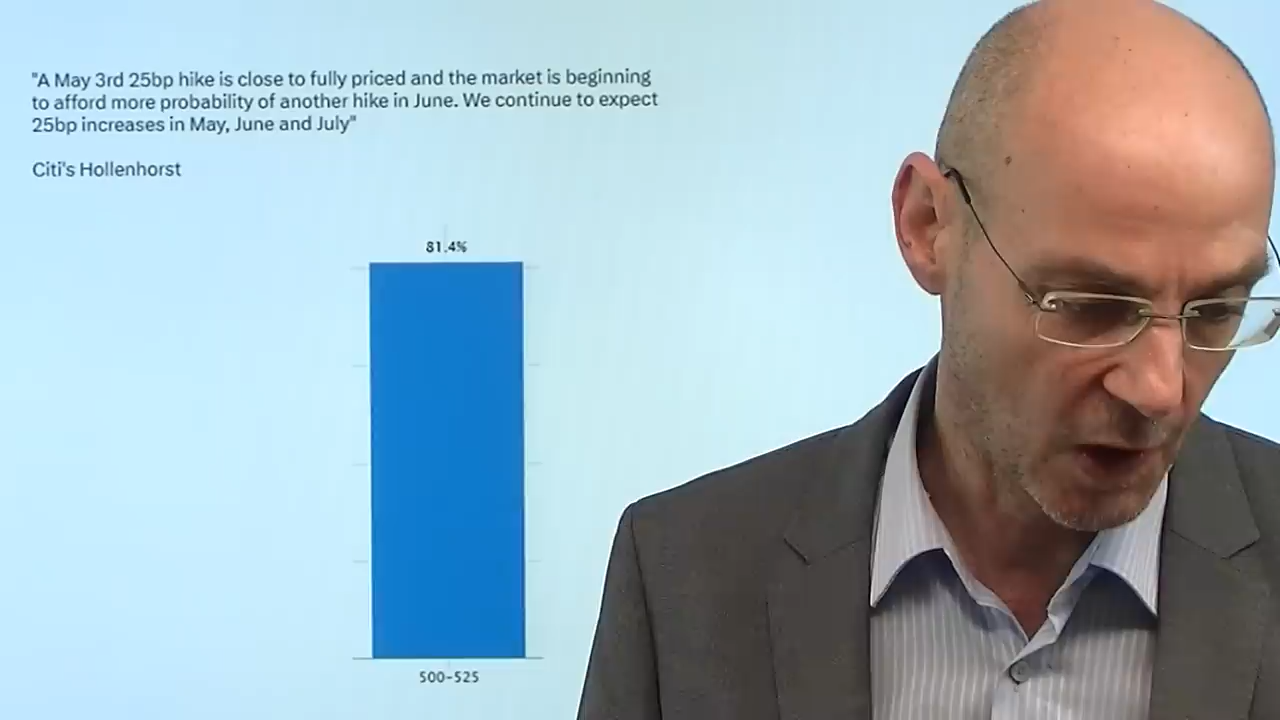 "A May 3rd 25bp hike is close to fully priced and the market is beginning
to afford more probability of another hike in June. We continue to expect
25bp increases in May, June and July"
Citi's Hollenhorst
81.4%
500-525